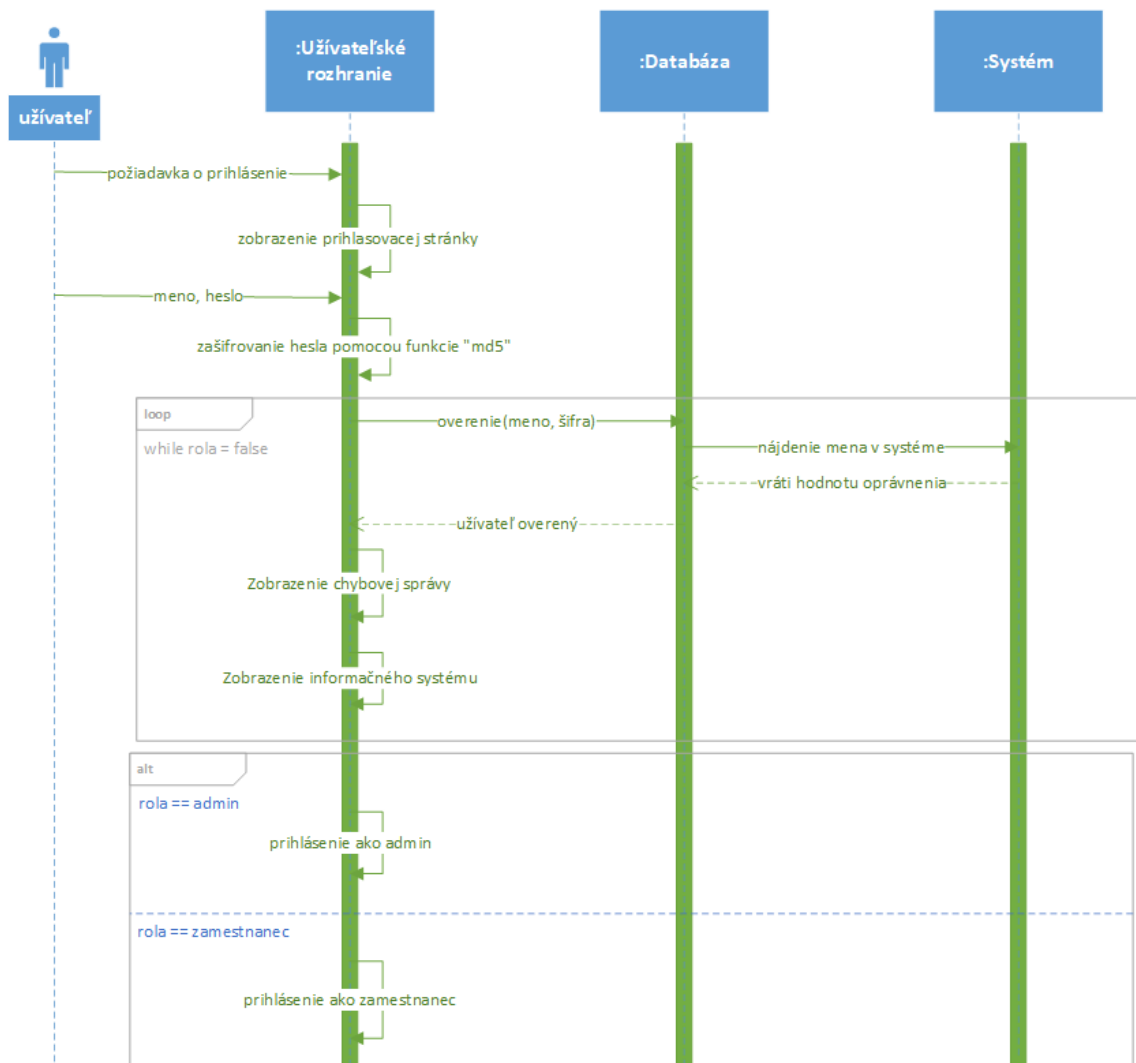 :Užívateľské
rozhranie
:Databáza
:Systém
užívateľ
požiadavka o prihlásenie
zobrazenie prihlasovacej stránky
meno, heslo
zašifrovanie hesla pomocou funkcie "md5"
loop
while rola = false
overenie(meno, šifra)
nájdenie mena v systéme
vráti hodnotu oprávnenia
užívateľ overený
Zobrazenie chybovej správy
Zobrazenie informačného systému
alt
rola == admin
prihlásenie ako admin
rola == zamestnanec
prihlásenie ako zamestnanec